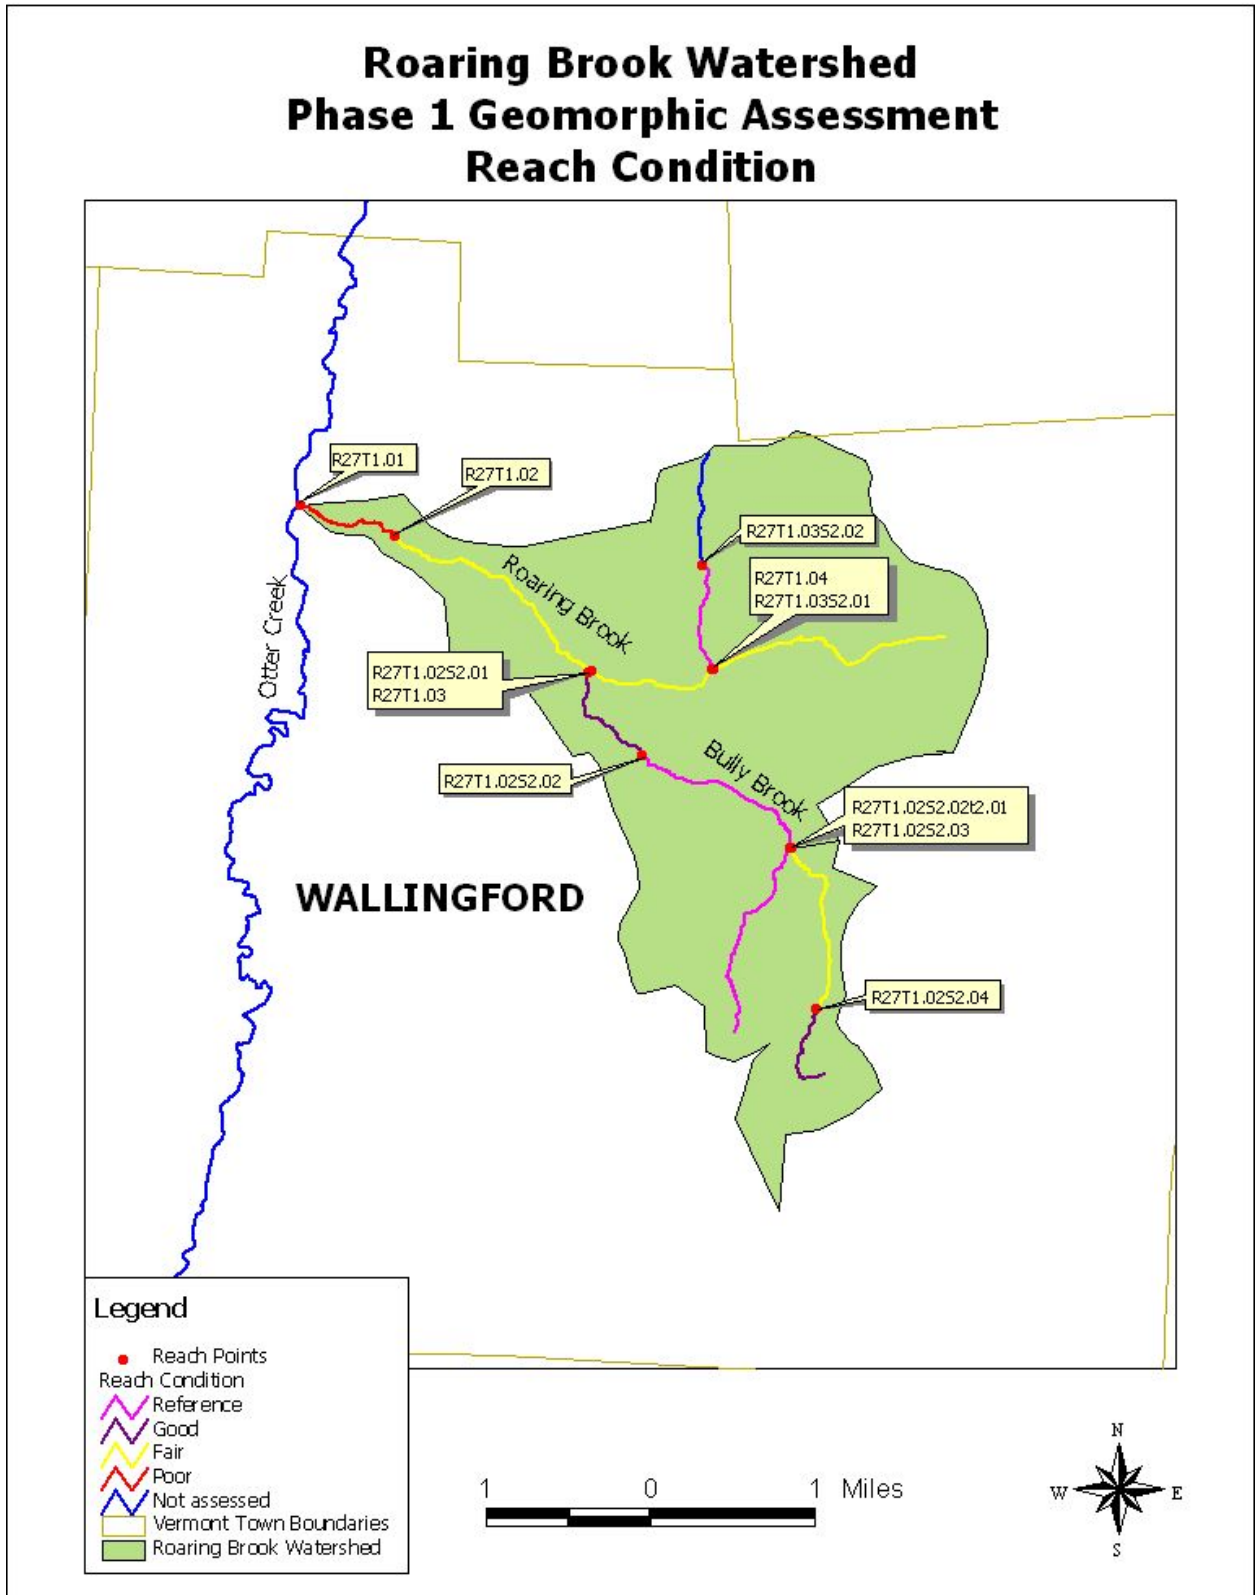 Roaring Brook Watershed
Phase 1 Geomorphic Assessment
Reach Condition
R27T1.01
R27T1.02
R27T1.03S2.02
Roaring Brook
R27T1.04
R27T1.03S2.01
Otter Creek
R27T1.02S2.01
R27T1.03
Bully Brook
R27T1.02S2.02
R27T1.02S2.02t2.01
R27T1.02S2.03
WALLINGFORD
R27T1.02S2.04
Legend
Reach Points
Reach Condition
Reference
Good
Fair
Poor
Not assessed
Vermont Town Boundaries
Roaring Brook Watershed
1 0 1 Miles
N
W E
S